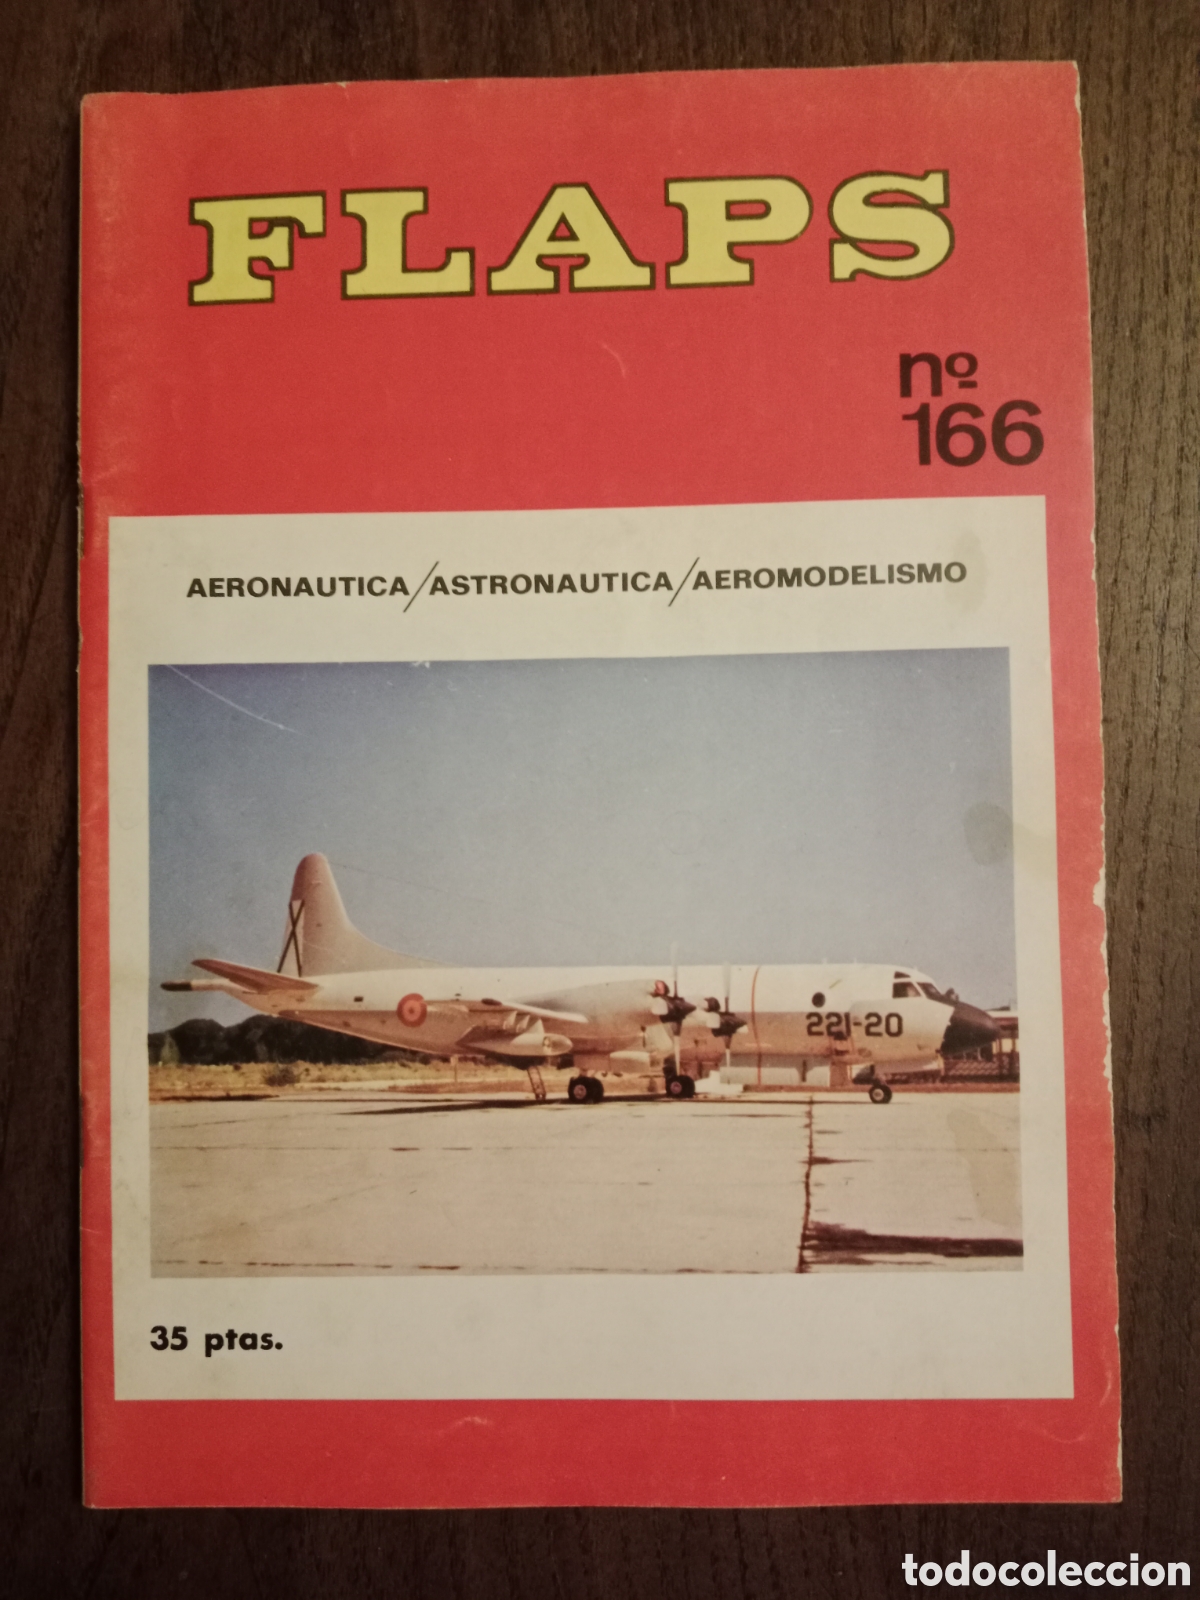 FLAPS
nº
166
AERONAUTICA/ASTRONAUTICA/AEROMODELISMO
221-20
35 ptas.
todocoleccion